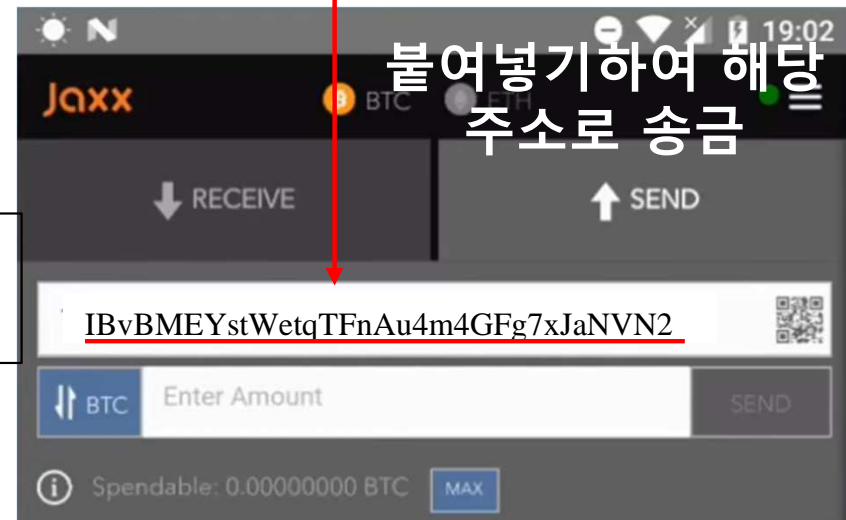 19:02
붙여넣기하여 해당
주소로 송금
Jaxx BTC ETH
RECEIVE SEND
IBvBMEYstWetqTFnAu4m4GFg7xJaNVN2
BTC Enter Amount SEND
Spendable: 0.00000000 BTC MAX